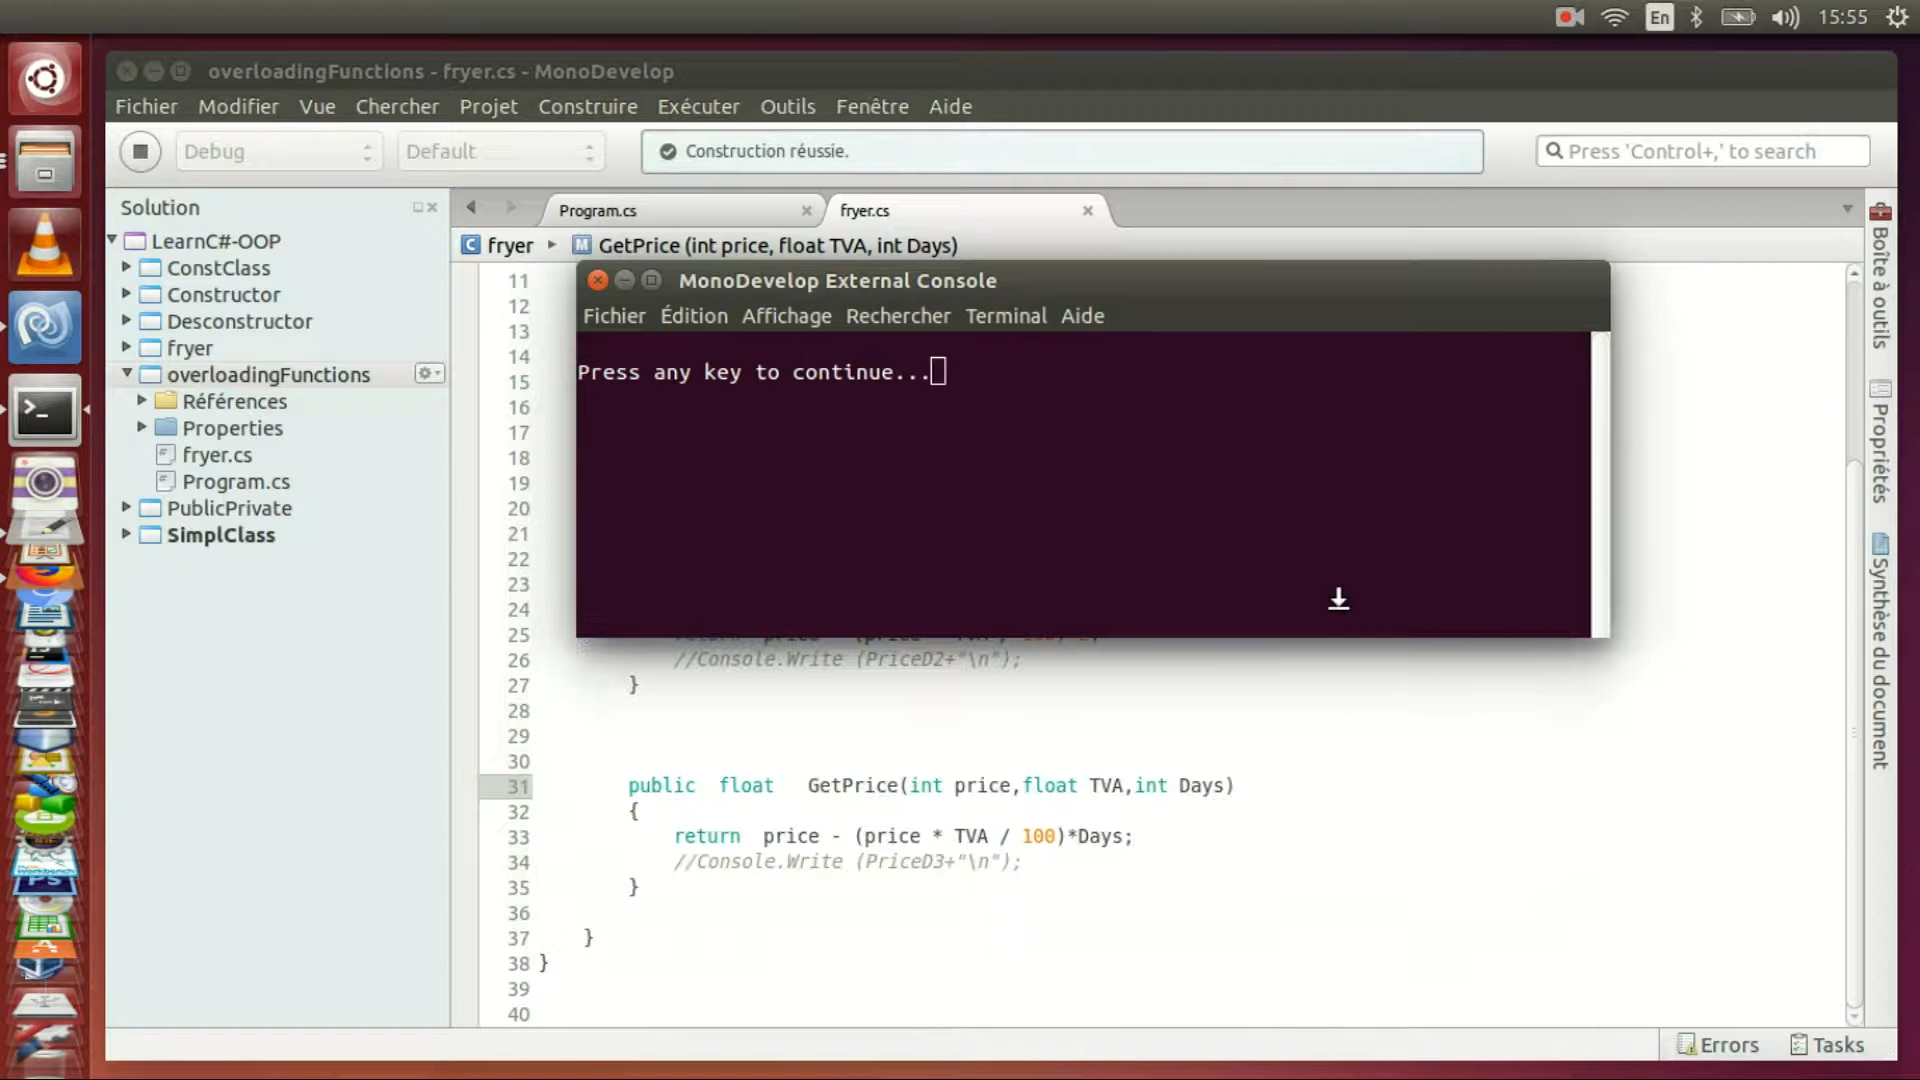 En
15:55
overloadingFunctions - fryer.cs - MonoDevelop
Fichier Modifier Vue Chercher Projet Construire Exécuter Outils Fenêtre Aide
Debug
Default
Construction réussie.
Press 'Control+,' to search
Solution
LearnC#-OOP
ConstClass
Constructor
Desconstructor
fryer
overloadingFunctions
Références
Properties
fryer.cs
Program.cs
PublicPrivate
SimplClass
Program.cs
fryer.cs
fryer
GetPrice (int price, float TVA, int Days)
MonoDevelop External Console
Fichier Édition Affichage Rechercher Terminal Aide
Press any key to continue...
11
12
13
14
15
16
17
18
19
20
21
22
23
24
25
26 //Console.Write (PriceD2+"\n");
27 }
28
29
30
31 public float GetPrice(int price,float TVA,int Days)
32 {
33 return price - (price * TVA / 100)*Days;
34 //Console.Write (PriceD3+"\n");
35 }
36
37 }
38 }
39
40
Boîte à outils
Propriétés
Synthèse du document
Errors
Tasks